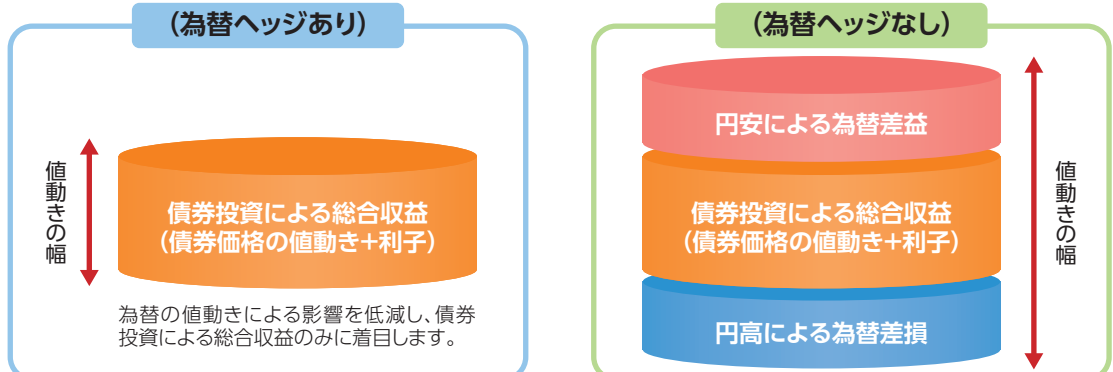 (為替ヘッジあり)
値動きの幅
債券投資による総合収益
(債券価格の値動き+利子)
為替の値動きによる影響を低減し、債券
投資による総合収益のみに着目します。
(為替ヘッジなし)
円安による為替差益
債券投資による総合収益
(債券価格の値動き+利子)
円高による為替差損
値動きの幅